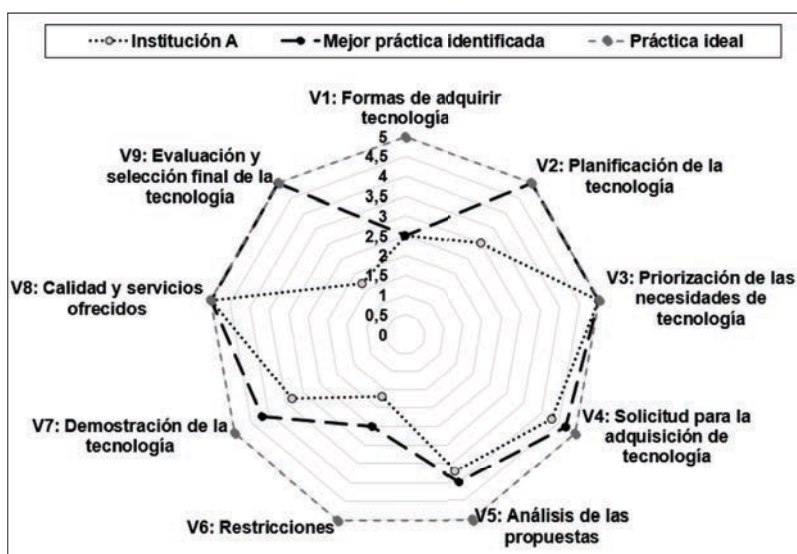 Institución A
Mejor práctica identificada
Práctica ideal
V1: Formas de adquirir
tecnología
V2: Planificación de la
tecnología
V3: Priorización de las
necesidades de
tecnología
V4: Solicitud para la
adquisición de
tecnología
V5: Análisis de las
propuestas
V6: Restricciones
V7: Demostración de la
tecnología
V8: Calidad y servicios
ofrecidos
V9: Evaluación y
selección final de la
tecnología
5
4,5
4
3,5
3
2,5
2
1,5
1
0,5
0